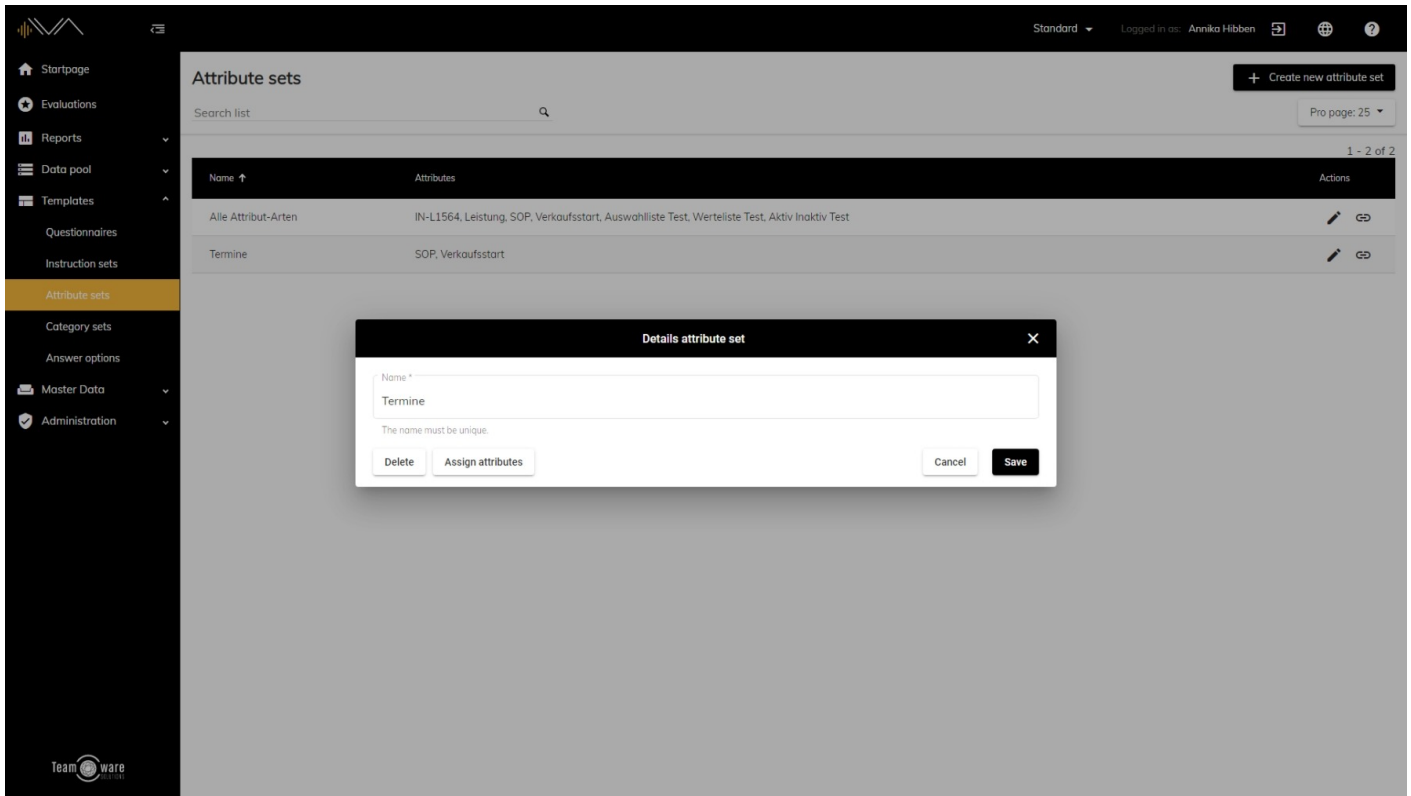 Standard
Logged in as: Annika Hibben
Startpage
Evaluations
Reports
Data pool
Templates
Questionnaires
Instruction sets
Attribute sets
Category sets
Answer options
Master Data
Administration
Team ware
SOLUTIONS
Attribute sets
+ Create new attribute set
Search list
Pro page: 25
1 - 2 of 2
Name ↑ Attributes Actions
Alle Attribut-Arten IN-L1564, Leistung, SOP, Verkaufsstart, Auswahlliste Test, Werteliste Test, Aktiv Inaktiv Test
Termine SOP, Verkaufsstart
Details attribute set
Name *
Termine
The name must be unique.
Delete Assign attributes Cancel Save